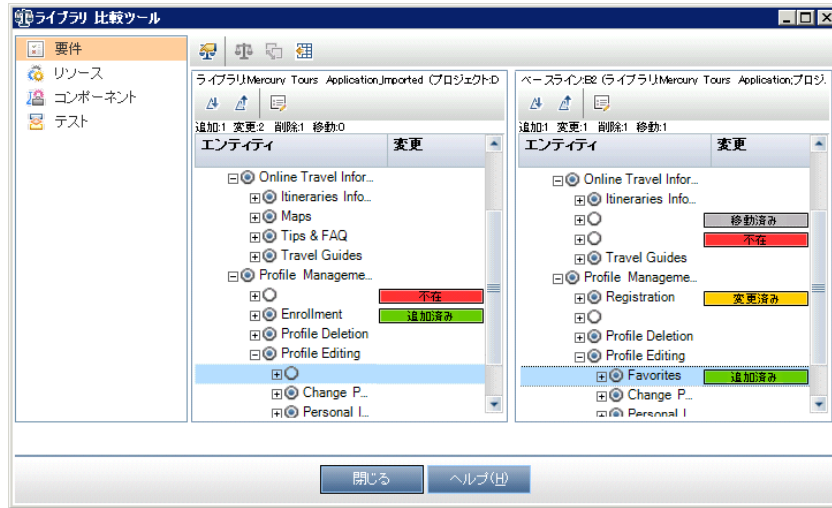 ライブラリ 比較ツール
要件
リソース
コンポーネント
テスト
ライブラリ:Mercury Tours Application_Imported (プロジェクト:D
追加:1 変更:2 削除:1 移動:0
エンティティ 変更
Online Travel Infor...
Itineraries Info...
Maps
Tips & FAQ
Travel Guides
Profile Manageme...
不在
Enrollment 追加済み
Profile Deletion
Profile Editing
Change P...
Personal I...
ベースライン:B2 (ライブラリ:Mercury Tours Application;プロジ.
追加:1 変更:1 削除:1 移動:1
エンティティ 変更
Online Travel Infor...
Itineraries Info...
移動済み
不在
Travel Guides
Profile Manageme...
Registration 変更済み
Profile Deletion
Profile Editing
Favorites 追加済み
Change P...
Personal I
閉じる ヘルプ(H)